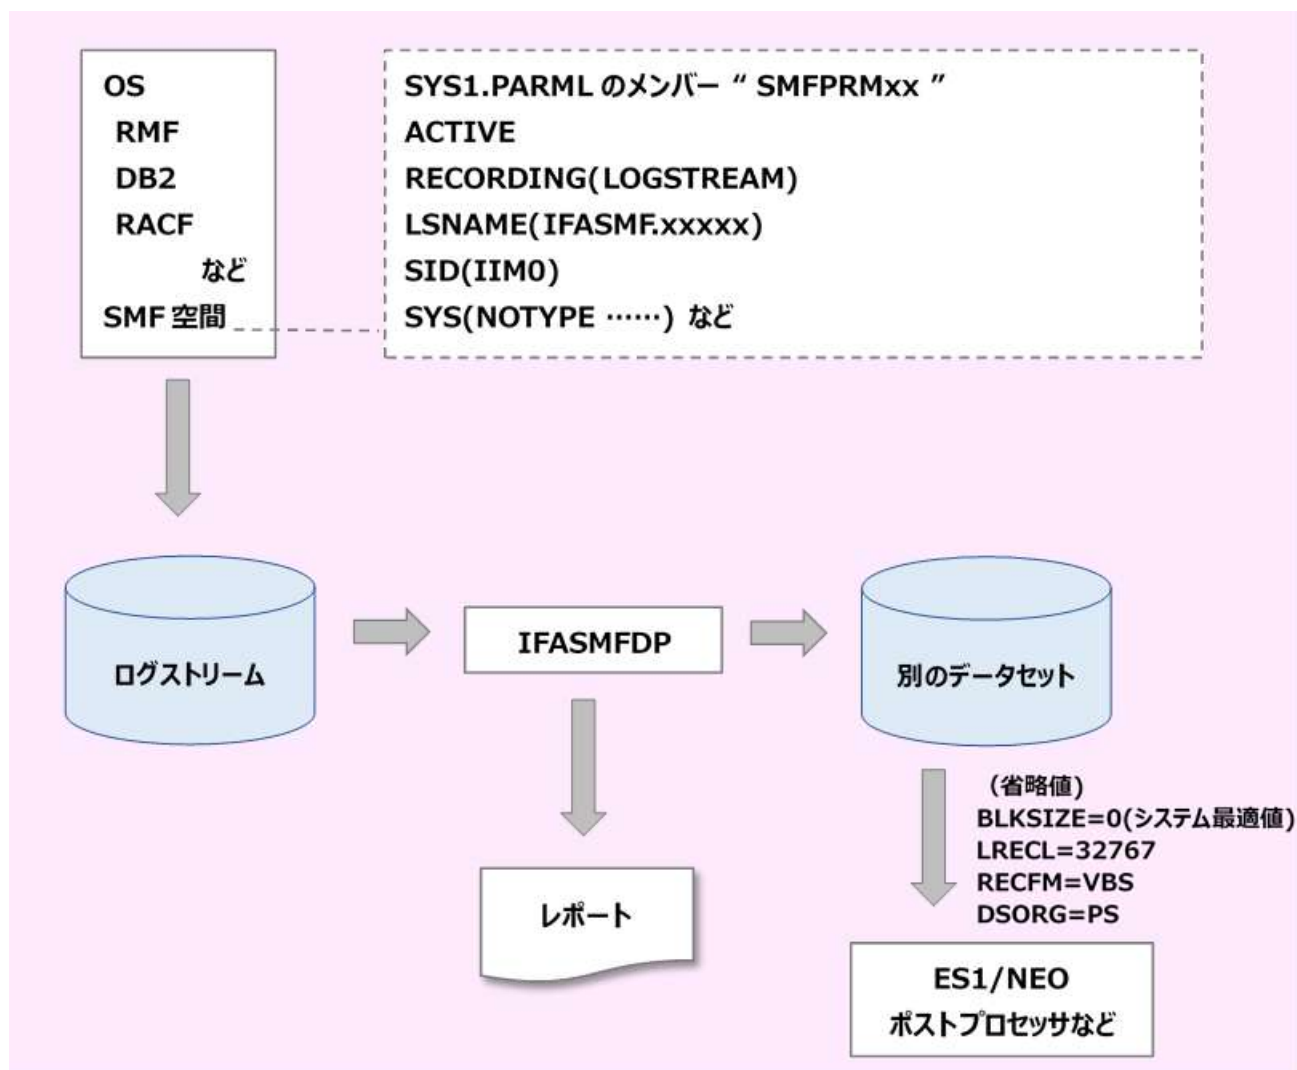 OS
RMF
DB2
RACF
など
SMF 空間
SYS1.PARML のメンバー “ SMFPRMxx ”
ACTIVE
RECORDING(LOGSTREAM)
LSNAME(IFASMF.xxxxx)
SID(IIM0)
SYS(NOTYPE ……) など
ログストリーム
IFASMFDP
別のデータセット
レポート
（省略値)
BLKSIZE=0(システム最適値)
LRECL=32767
RECFM=VBS
DSORG=PS
ES1/NEO
ポストプロセッサなど